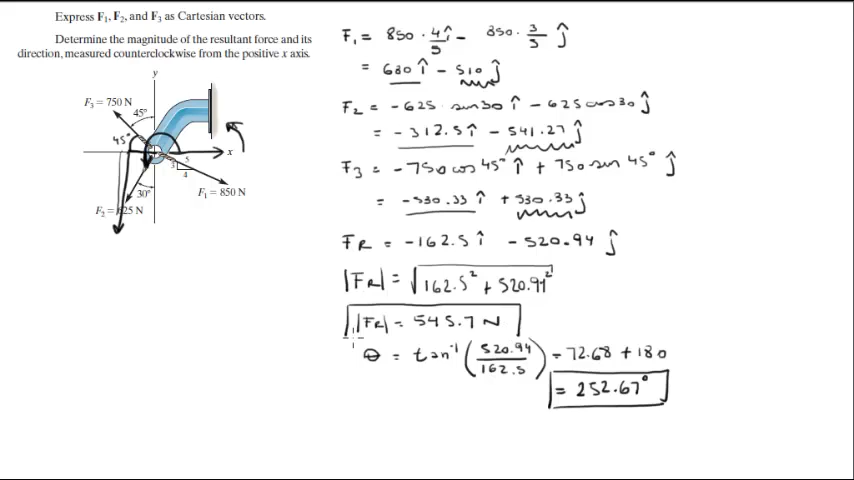 Express F₁, F₂, and F₃ as Cartesian vectors.
Determine the magnitude of the resultant force and its
direction, measured counterclockwise from the positive x axis.
y
F₃ = 750 N
45°
45°
x
5
3
4
30°
F₁ = 850 N
F₂ = 625 N
F₁ = 850 · 4/5 î − 850 · 3/5 ĵ
= 680 î − 510 ĵ
F₂ = −625 · sin30 î − 625 cos30 ĵ
= −312.5 î − 541.27 ĵ
F₃ = −750 cos 45° î + 750 sin 45° ĵ
= −530.33 î + 530.33 ĵ
FR = −162.5 î − 520.94 ĵ
|FR| = √162.5² + 520.94²
|FR| = 545.7 N
θ = tan⁻¹ (520.94/162.5) = 72.68 + 180
= 252.67°